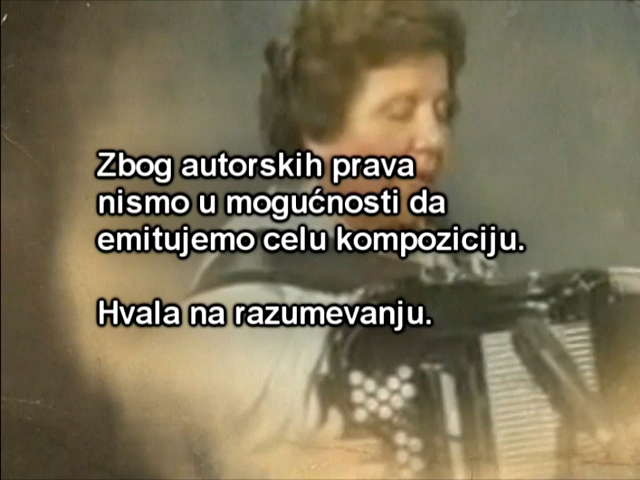 Zbog autorskih prava
nismo u mogućnosti da
emitujemo celu kompoziciju.
Hvala na razumevanju.